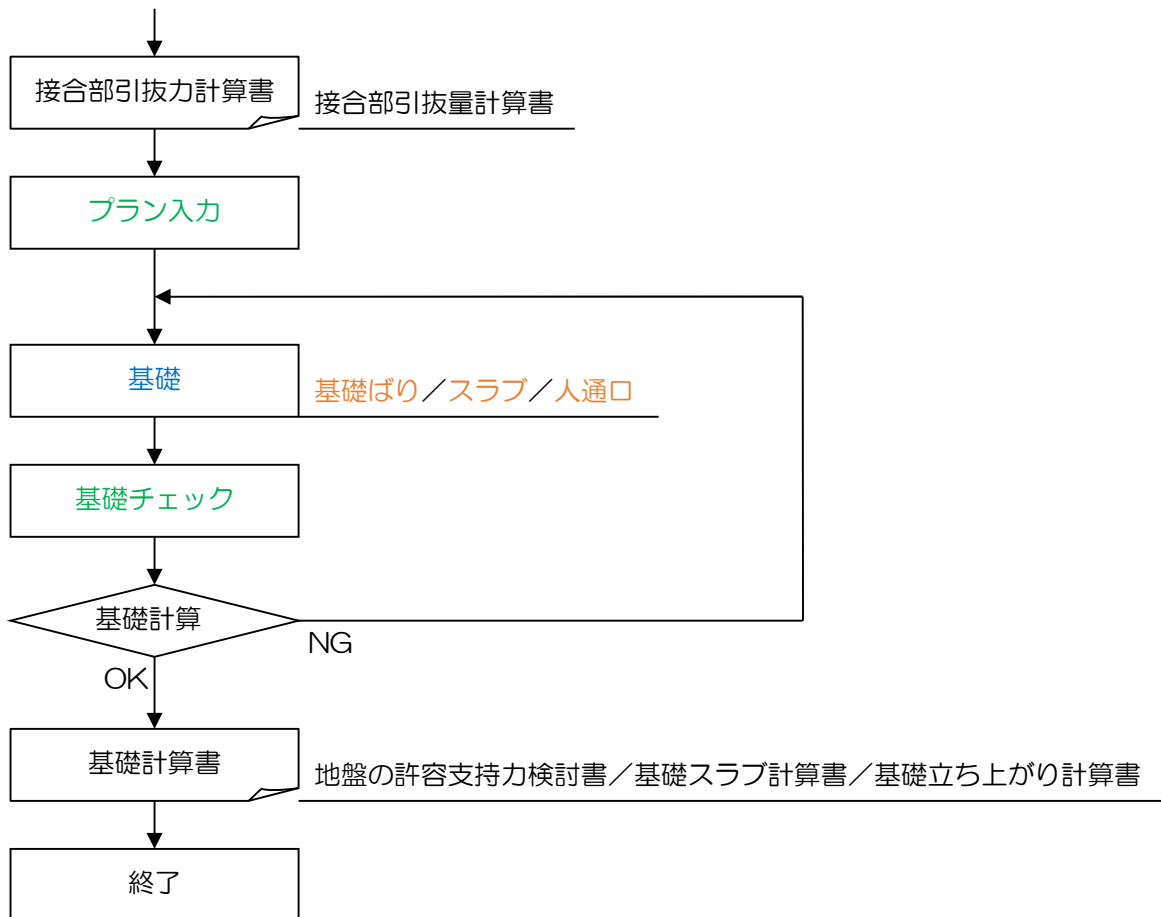 接合部引抜力計算書
接合部引抜量計算書
プラン入力
基礎
基礎ばり／スラブ／人通口
基礎チェック
基礎計算
NG
OK
基礎計算書
地盤の許容支持力検討書／基礎スラブ計算書／基礎立ち上がり計算書
終了